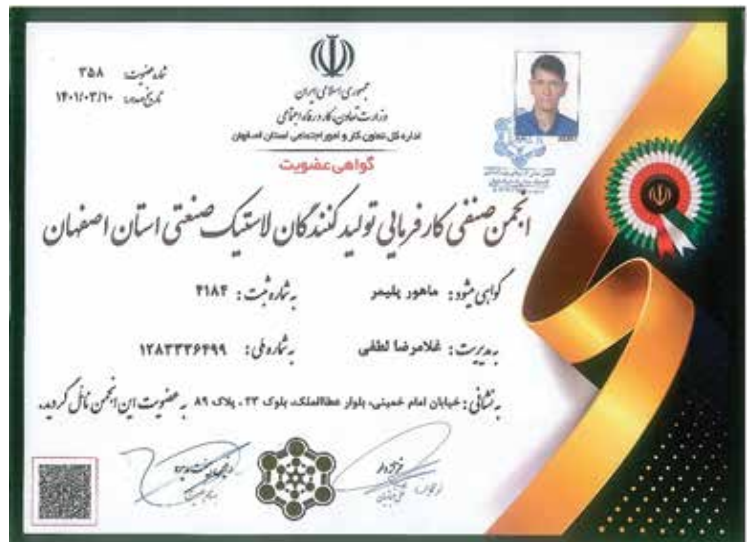 شماره عضویت: ۳۵۸
تاریخ صدور: ۱۴۰۱/۰۳/۱۰
جمهوری اسلامی ایران
وزارت تعاون، کار و رفاه اجتماعی
اداره کل تعاون، کار و امور اجتماعی استان اصفهان
گواهی عضویت
انجمن صنفی کارفرمایی تولید کنندگان لاستیک صنعتی استان اصفهان
گواهی میشود: ماهور پلیمر به شماره ثبت: ۴۱۸۴
به مدیریت: غلامرضا لطفی به شماره ملی: ۱۲۸۳۳۳۶۴۹۹
به نشانی: خیابان امام خمینی، بلوار عطاالملک، بلوک ۲۳ ، پلاک ۸۹ به عضویت این انجمن نائل گردید.